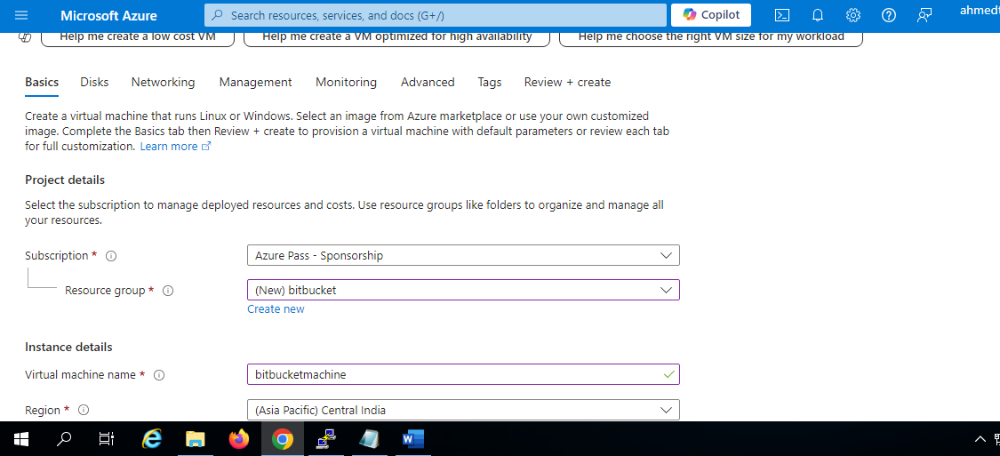 Microsoft Azure
Search resources, services, and docs (G+/)
Copilot
ahmedt
Help me create a low cost VM
Help me create a VM optimized for high availability
Help me choose the right VM size for my workload
Basics Disks Networking Management Monitoring Advanced Tags Review + create
Create a virtual machine that runs Linux or Windows. Select an image from Azure marketplace or use your own customized
image. Complete the Basics tab then Review + create to provision a virtual machine with default parameters or review each tab
for full customization. Learn more
Project details
Select the subscription to manage deployed resources and costs. Use resource groups like folders to organize and manage all
your resources.
Subscription *
Azure Pass - Sponsorship
Resource group *
(New) bitbucket
Create new
Instance details
Virtual machine name *
bitbucketmachine
Region *
(Asia Pacific) Central India